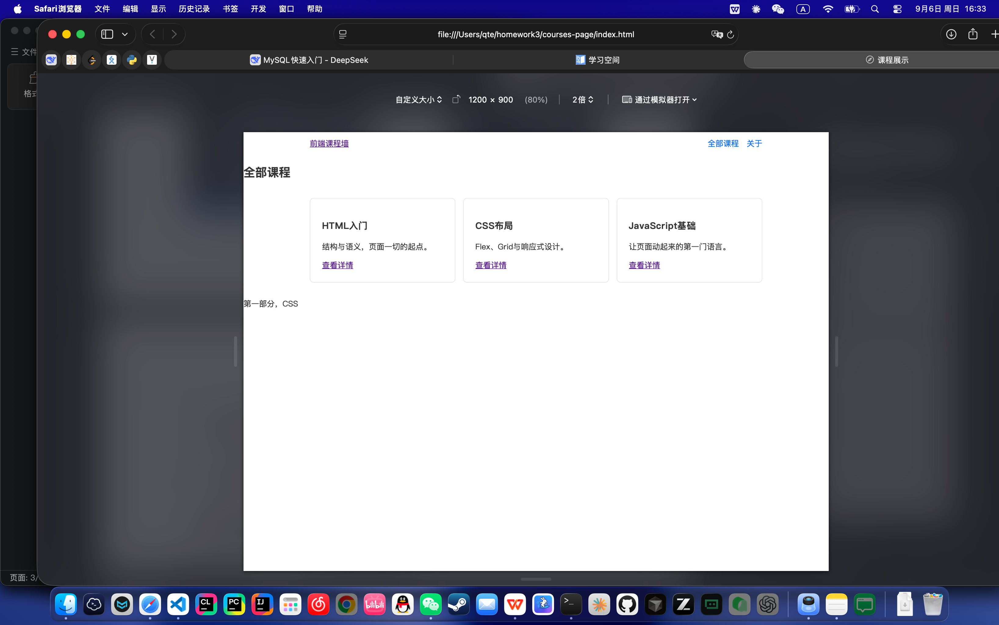 Safari浏览器 文件 编辑 显示 历史记录 书签 开发 窗口 帮助 A 9月6日 周日 16:33
file:///Users/qte/homework3/courses-page/index.html
文件
MySQL 快速入门 - DeepSeek 学习空间 课程展示
格式
自定义大小 1200 × 900 (80%) 2倍 通过模拟器打开
前端课程墙 全部课程 关于
全部课程
HTML入门 CSS布局 JavaScript基础
结构与语义，页面一切的起点。 Flex、Grid与响应式设计。 让页面动起来的第一门语言。
查看详情 查看详情 查看详情
第一部分，CSS
页面: 3/
CL PC IJ bilibili